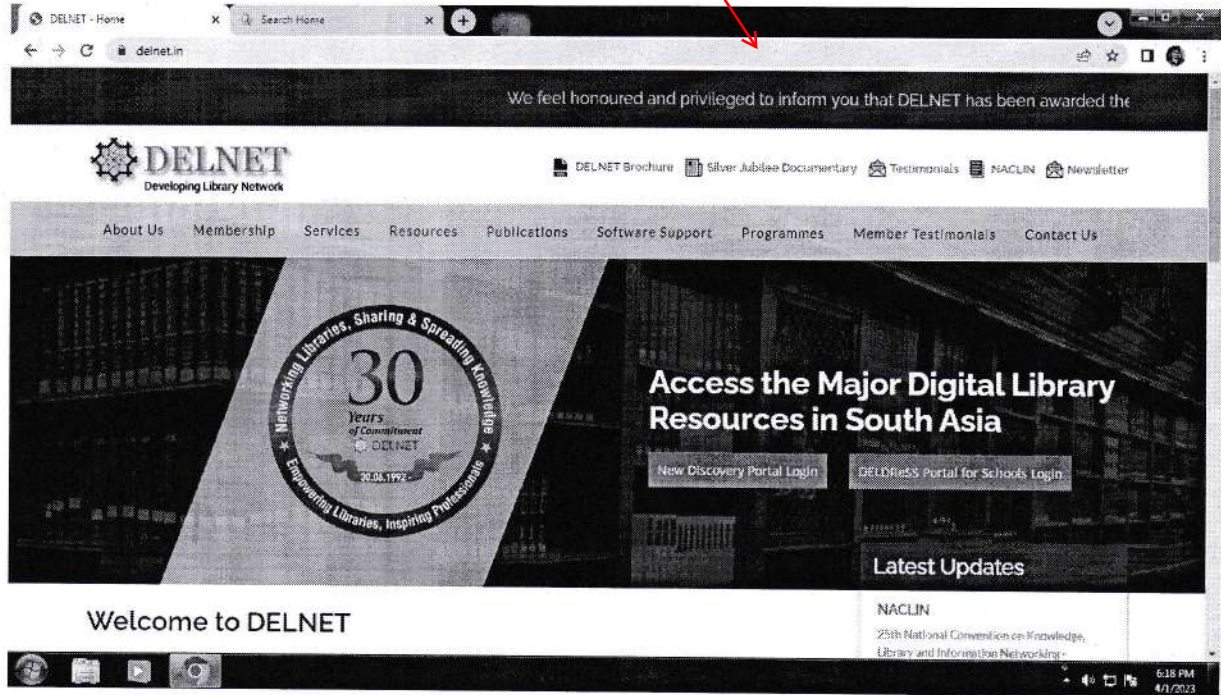 DELNET - Home
Search Home
delnet.in
We feel honoured and privileged to inform you that DELNET has been awarded the
DELNET
Developing Library Network
DELNET Brochure Silver Jubilee Documentary Testimonials NACLIN Newsletter
About Us Membership Services Resources Publications Software Support Programmes Member Testimonials Contact Us
Networking Libraries, Sharing & Spreading Knowledge
30
Years
of Commitment
DELNET
30.06.1992
Empowering Libraries, Inspiring Professionals
Access the Major Digital Library
Resources in South Asia
New Discovery Portal Login DELDReSS Portal for Schools Login
Latest Updates
Welcome to DELNET
NACLIN
25th National Convention on Knowledge,
Library and Information Networking -
6:18 PM
4/1/2023